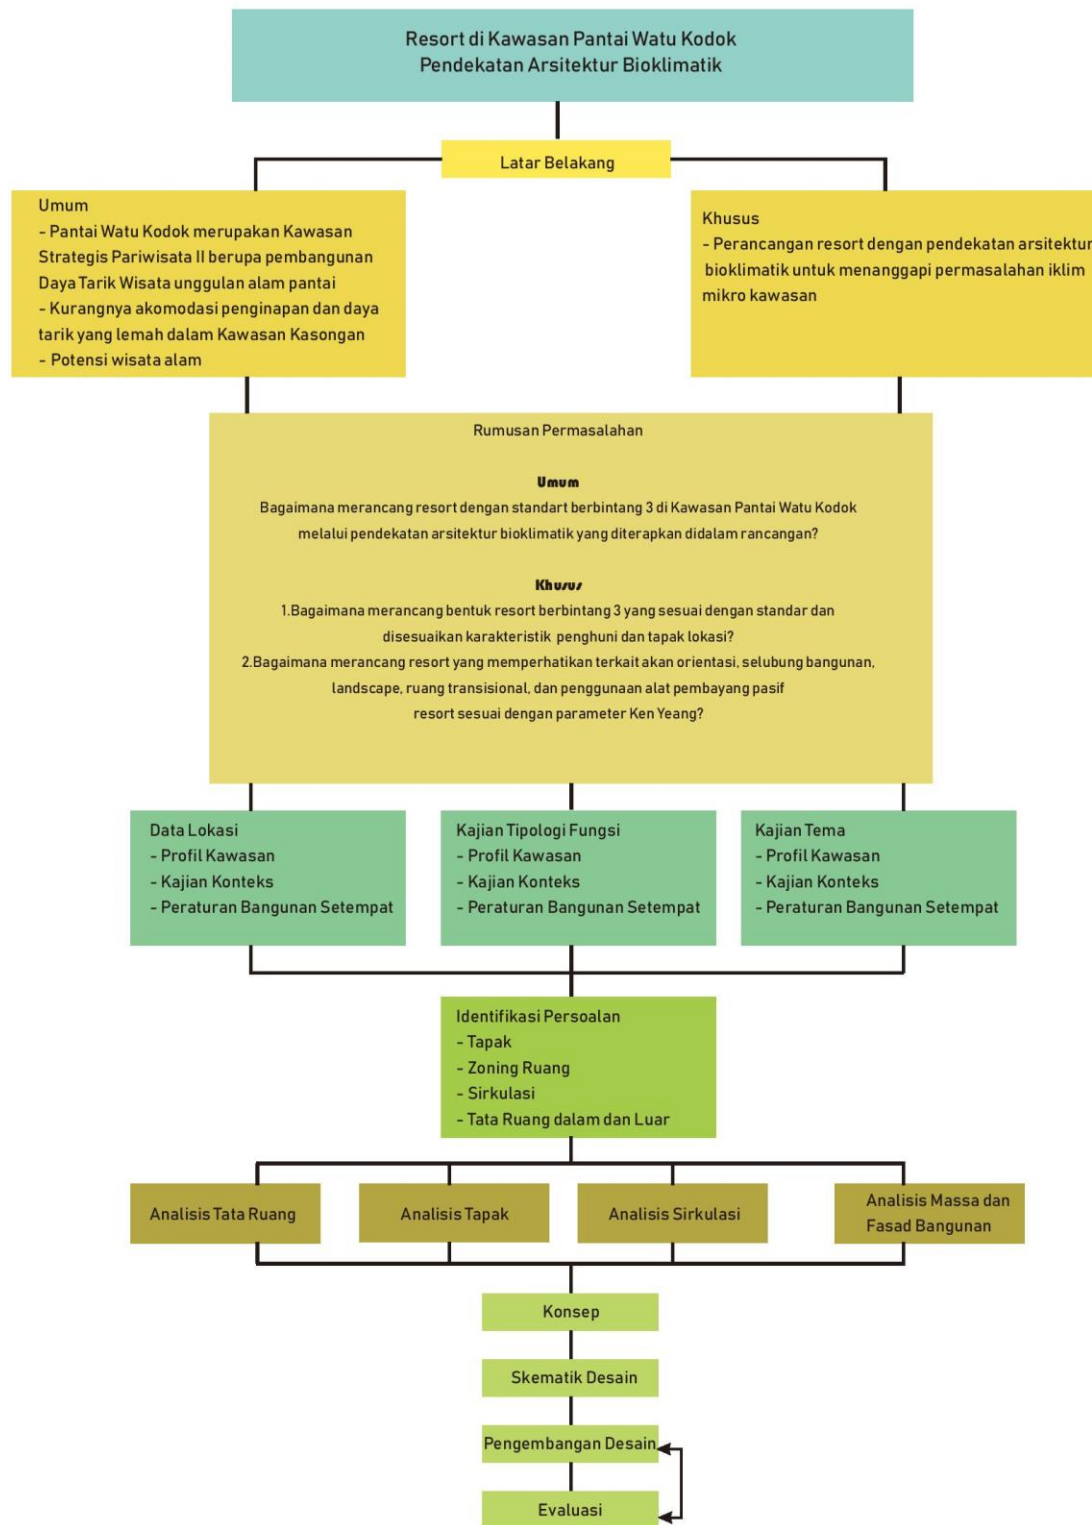 Resort di Kawasan Pantai Watu Kodok
Pendekatan Arsitektur Bioklimatik
Latar Belakang
Umum
- Pantai Watu Kodok merupakan Kawasan
Strategis Pariwisata II berupa pembangunan
Daya Tarik Wisata unggulan alam pantai
- Kurangnya akomodasi penginapan dan daya
tarik yang lemah dalam Kawasan Kasongan
- Potensi wisata alam
Khusus
- Perancangan resort dengan pendekatan arsitektur
bioklimatik untuk menanggapi permasalahan iklim
mikro kawasan
Rumusan Permasalahan
Umum
Bagaimana merancang resort dengan standart berbintang 3 di Kawasan Pantai Watu Kodok
melalui pendekatan arsitektur bioklimatik yang diterapkan didalam rancangan?
Khusus
1.Bagaimana merancang bentuk resort berbintang 3 yang sesuai dengan standar dan
disesuaikan karakteristik penghuni dan tapak lokasi?
2.Bagaimana merancang resort yang memperhatikan terkait akan orientasi, selubung bangunan,
landscape, ruang transisional, dan penggunaan alat pembayang pasif
resort sesuai dengan parameter Ken Yeang?
Data Lokasi
- Profil Kawasan
- Kajian Konteks
- Peraturan Bangunan Setempat
Kajian Tipologi Fungsi
- Profil Kawasan
- Kajian Konteks
- Peraturan Bangunan Setempat
Kajian Tema
- Profil Kawasan
- Kajian Konteks
- Peraturan Bangunan Setempat
Identifikasi Persoalan
- Tapak
- Zoning Ruang
- Sirkulasi
- Tata Ruang dalam dan Luar
Analisis Tata Ruang
Analisis Tapak
Analisis Sirkulasi
Analisis Massa dan
Fasad Bangunan
Konsep
Skematik Desain
Pengembangan Desain
Evaluasi